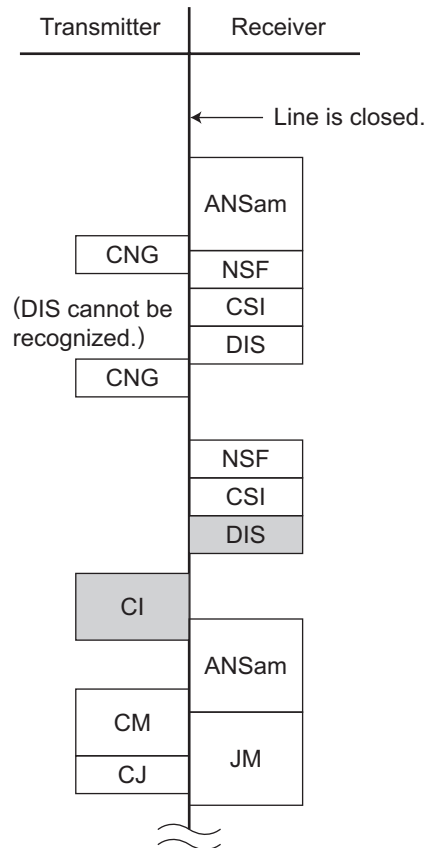 Transmitter
Receiver
Line is closed.
ANSam
CNG
NSF
(DIS cannot be
recognized.)
CSI
DIS
CNG
NSF
CSI
DIS
CI
ANSam
CM
JM
CJ